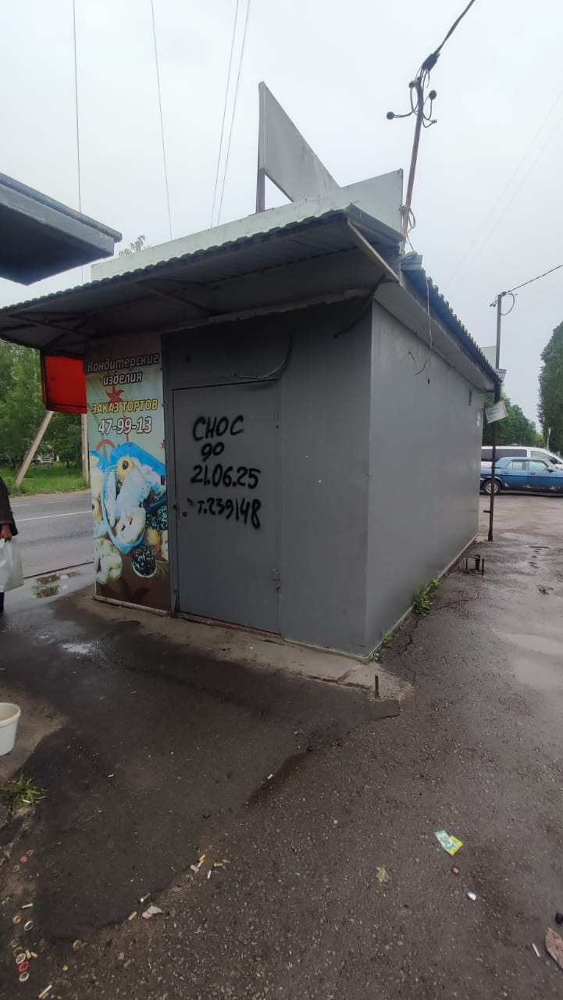 Кондитерские
изделия
ЗАКАЗ ТОРТОВ
47-99-13
СНОС
до
21.06.25
т.239148